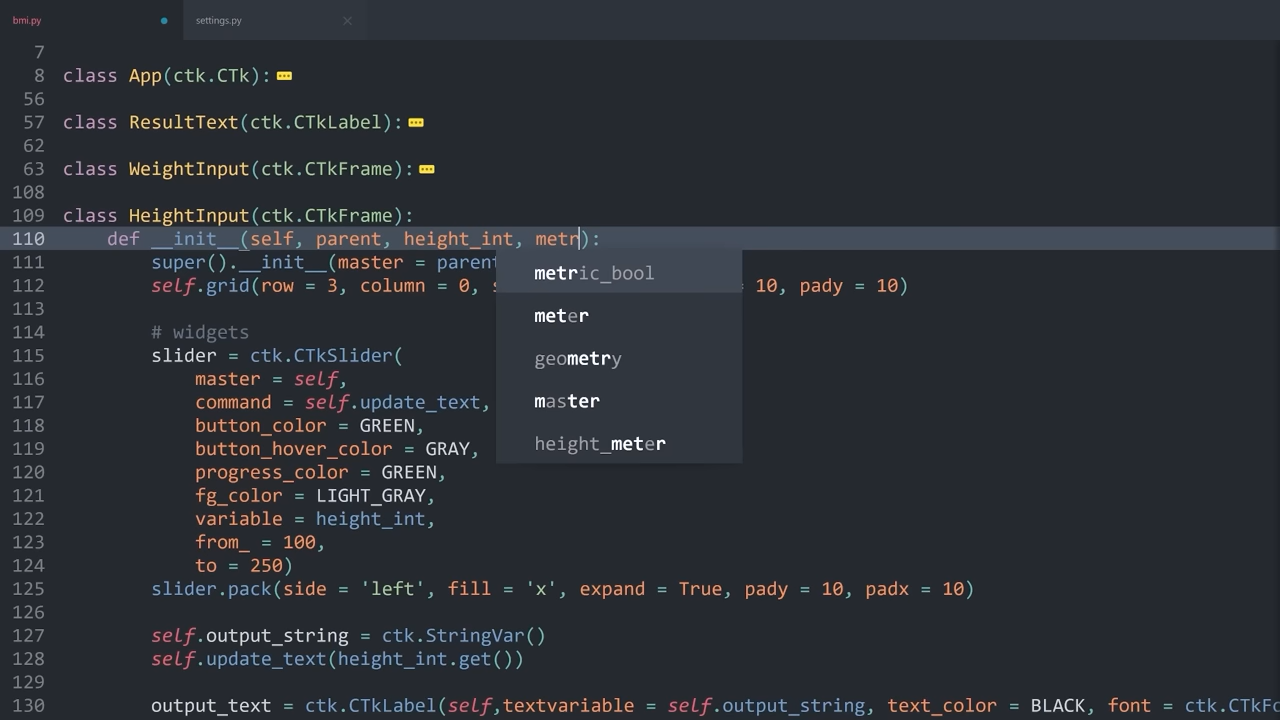 bmi.py
settings.py
7
8 class App(ctk.CTk):
56
57 class ResultText(ctk.CTkLabel):
62
63 class WeightInput(ctk.CTkFrame):
108
109 class HeightInput(ctk.CTkFrame):
110 def __init__(self, parent, height_int, metr):
111 super().__init__(master = parent
112 self.grid(row = 3, column = 0, s = 10, pady = 10)
metric_bool
meter
geometry
master
height_meter
113
114 # widgets
115 slider = ctk.CTkSlider(
116 master = self,
117 command = self.update_text,
118 button_color = GREEN,
119 button_hover_color = GRAY,
120 progress_color = GREEN,
121 fg_color = LIGHT_GRAY,
122 variable = height_int,
123 from_ = 100,
124 to = 250)
125 slider.pack(side = 'left', fill = 'x', expand = True, pady = 10, padx = 10)
126
127 self.output_string = ctk.StringVar()
128 self.update_text(height_int.get())
129
130 output_text = ctk.CTkLabel(self,textvariable = self.output_string, text_color = BLACK, font = ctk.CTkFo